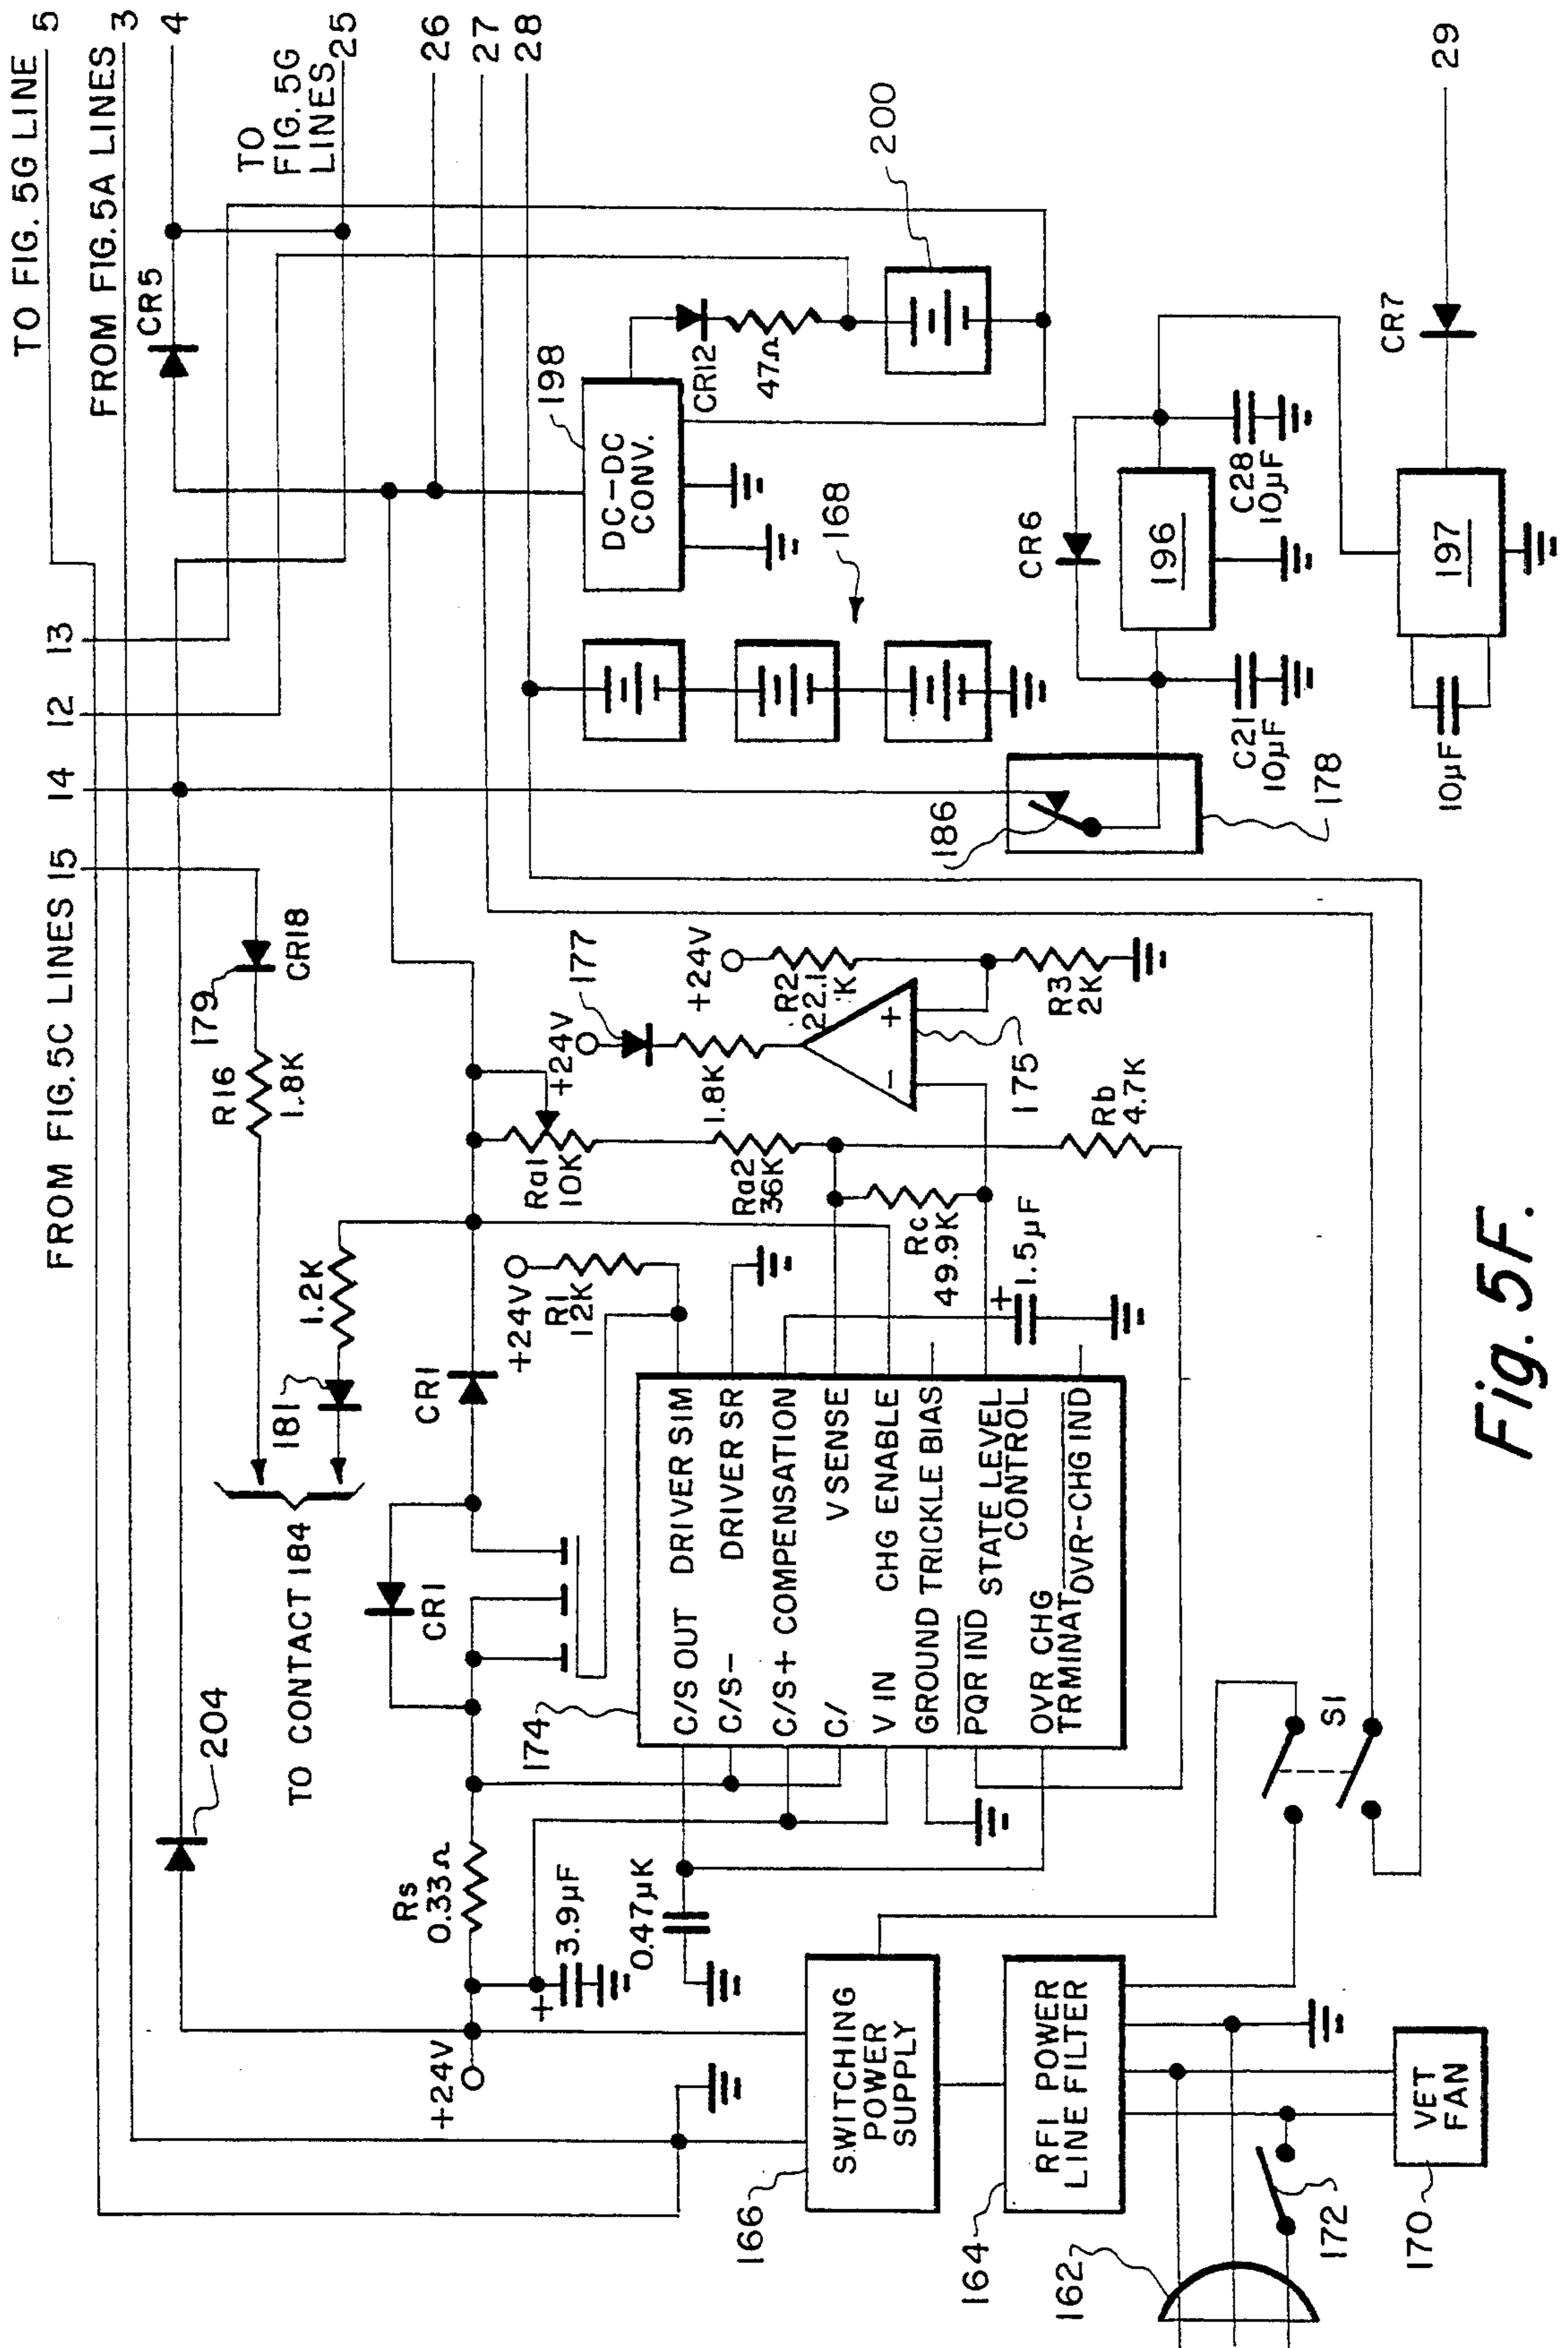 TO FIG. 5G LINE 5
FROM FIG. 5A LINES 3
4
TO
FIG. 5G
LINES 25
26
27
28
29
FROM FIG. 5C LINES 15
14
12
13
CR5
204
R16
1.8K
179
CR18
TO CONTACT 184
181
1.2K
CR1
CR1
+24V
Rs
0.33Ω
+
3.9µF
0.47µK
174
C/S OUT
C/S-
C/S+
C/
V IN
GROUND
PQR IND
OVR CHG
TRMINAT
DRIVER SIM
DRIVER SR
COMPENSATION
V SENSE
CHG ENABLE
TRICKLE BIAS
STATE LEVEL
CONTROL
OVR-CHG IND
+24V
R1
12K
Ra1
10K
+24V
177
1.8K
Ra2
36K
Rc
49.9K
+
1.5µF
Rb
4.7K
+24V
R2
22.1
K
- +
175
R3
2K
198
DC-DC
CONV.
CR12
47Ω
200
168
186
178
CR6
196
C21
10µF
C28
10µF
CR7
197
10µF
S1
SWITCHING
POWER
SUPPLY
166
RFI POWER
LINE FILTER
164
162
172
VET
FAN
170
Fig. 5F.